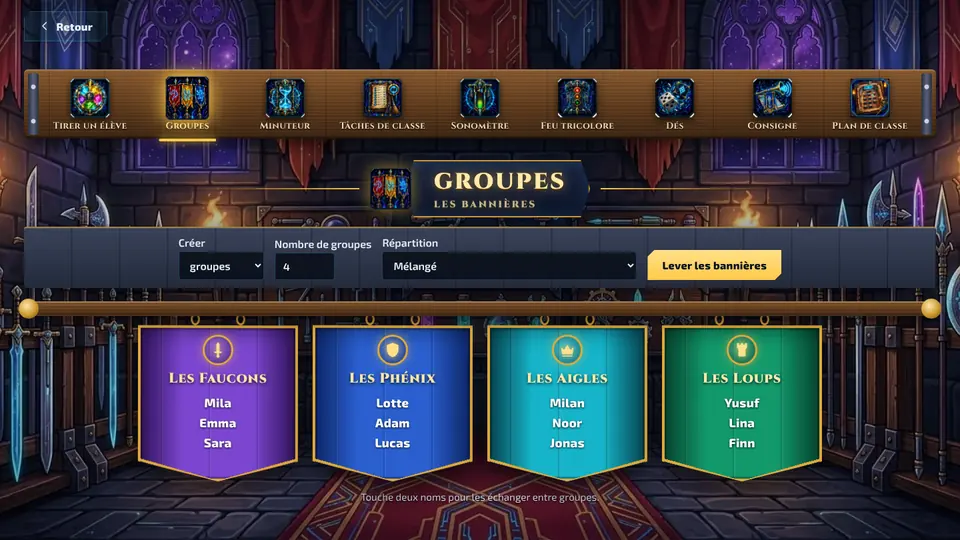 Retour
Tirer un élève
Groupes
Minuteur
Tâches de classe
Sonomètre
Feu tricolore
Dés
Consigne
Plan de classe
GROUPES
LES BANNIÈRES
Créer
Nombre de groupes
Répartition
groupes
4
Mélangé
Lever les bannières
Les Faucons
Mila
Emma
Sara
Les Phénix
Lotte
Adam
Lucas
Les Aigles
Milan
Noor
Jonas
Les Loups
Yusuf
Lina
Finn
Touche deux noms pour les échanger entre groupes.